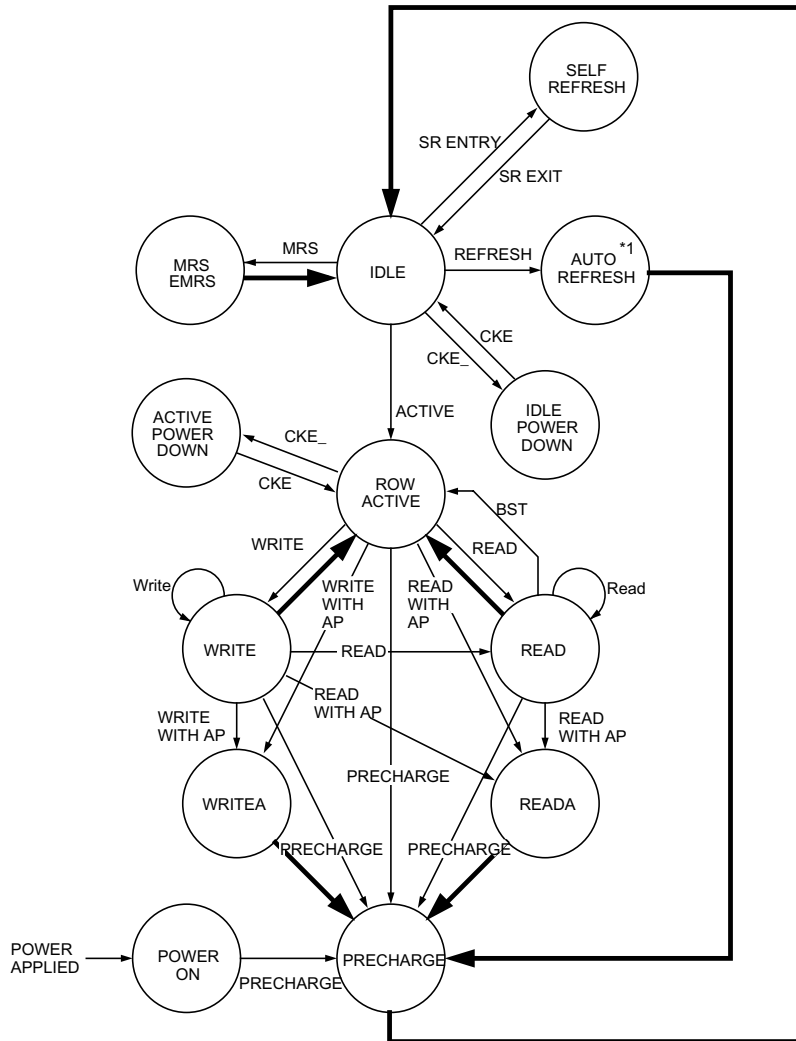 SELF
REFRESH
SR ENTRY
SR EXIT
MRS
EMRS
MRS
IDLE
REFRESH
AUTO *1
REFRESH
CKE
CKE_
IDLE
POWER
DOWN
ACTIVE
ACTIVE
POWER
DOWN
CKE_
CKE
ROW
ACTIVE
BST
WRITE
READ
Write
WRITE
WITH
AP
READ
WITH
AP
Read
WRITE
READ
READ
READ
WITH AP
WRITE
WITH AP
READ
WITH AP
WRITEA
PRECHARGE
READA
PRECHARGE
PRECHARGE
POWER
APPLIED
POWER
ON
PRECHARGE
PRECHARGE